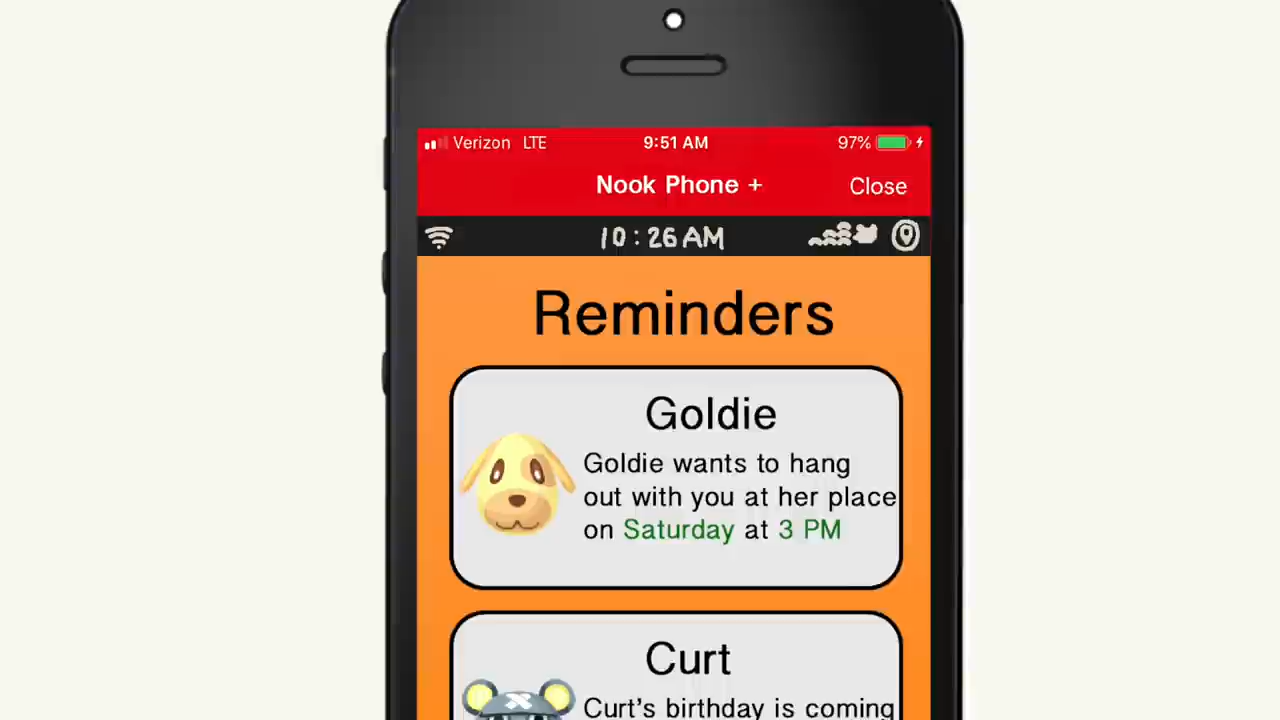 Verizon LTE 9:51 AM 97%
Nook Phone + Close
10:26 AM
Reminders
Goldie
Goldie wants to hang
out with you at her place
on Saturday at 3 PM
Curt
Curt's birthday is coming